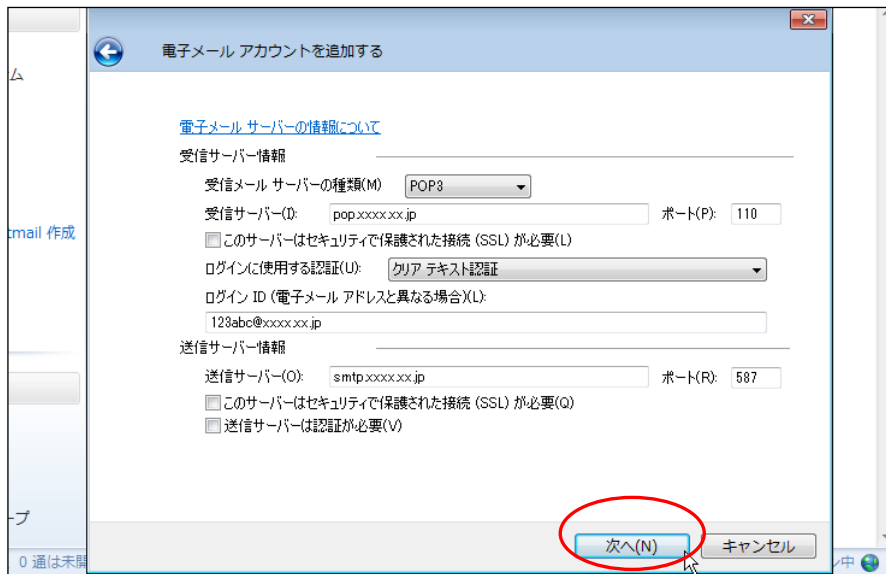 電子メール アカウントを追加する
ム
電子メール サーバーの情報について
受信サーバー情報
受信メール サーバーの種類(M) POP3
受信サーバー(I): pop.xxxx.xx.jp ポート(P): 110
tmail 作成
このサーバーはセキュリティで保護された接続 (SSL) が必要(L)
ログインに使用する認証(U): クリア テキスト認証
ログイン ID (電子メール アドレスと異なる場合)(L):
123abc@xxxx.xx.jp
送信サーバー情報
送信サーバー(O): smtp.xxxx.xx.jp ポート(R): 587
このサーバーはセキュリティで保護された接続 (SSL) が必要(Q)
送信サーバーは認証が必要(V)
ープ
次へ(N) キャンセル
0 通は未開 ン中